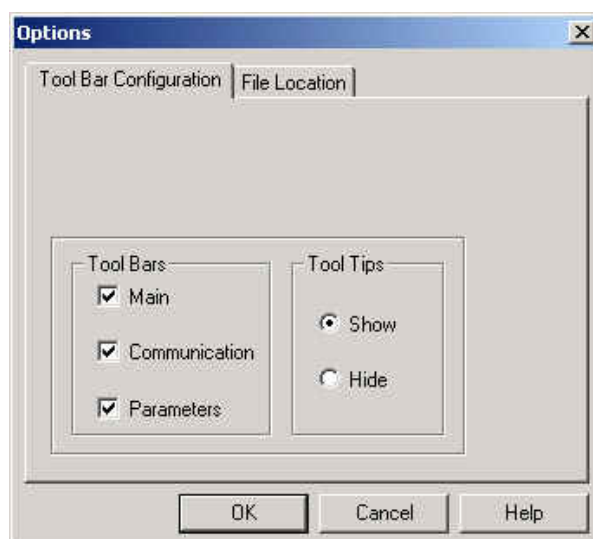 Options
Tool Bar Configuration File Location
Tool Bars
Main
Communication
Parameters
Tool Tips
Show
Hide
OK Cancel Help